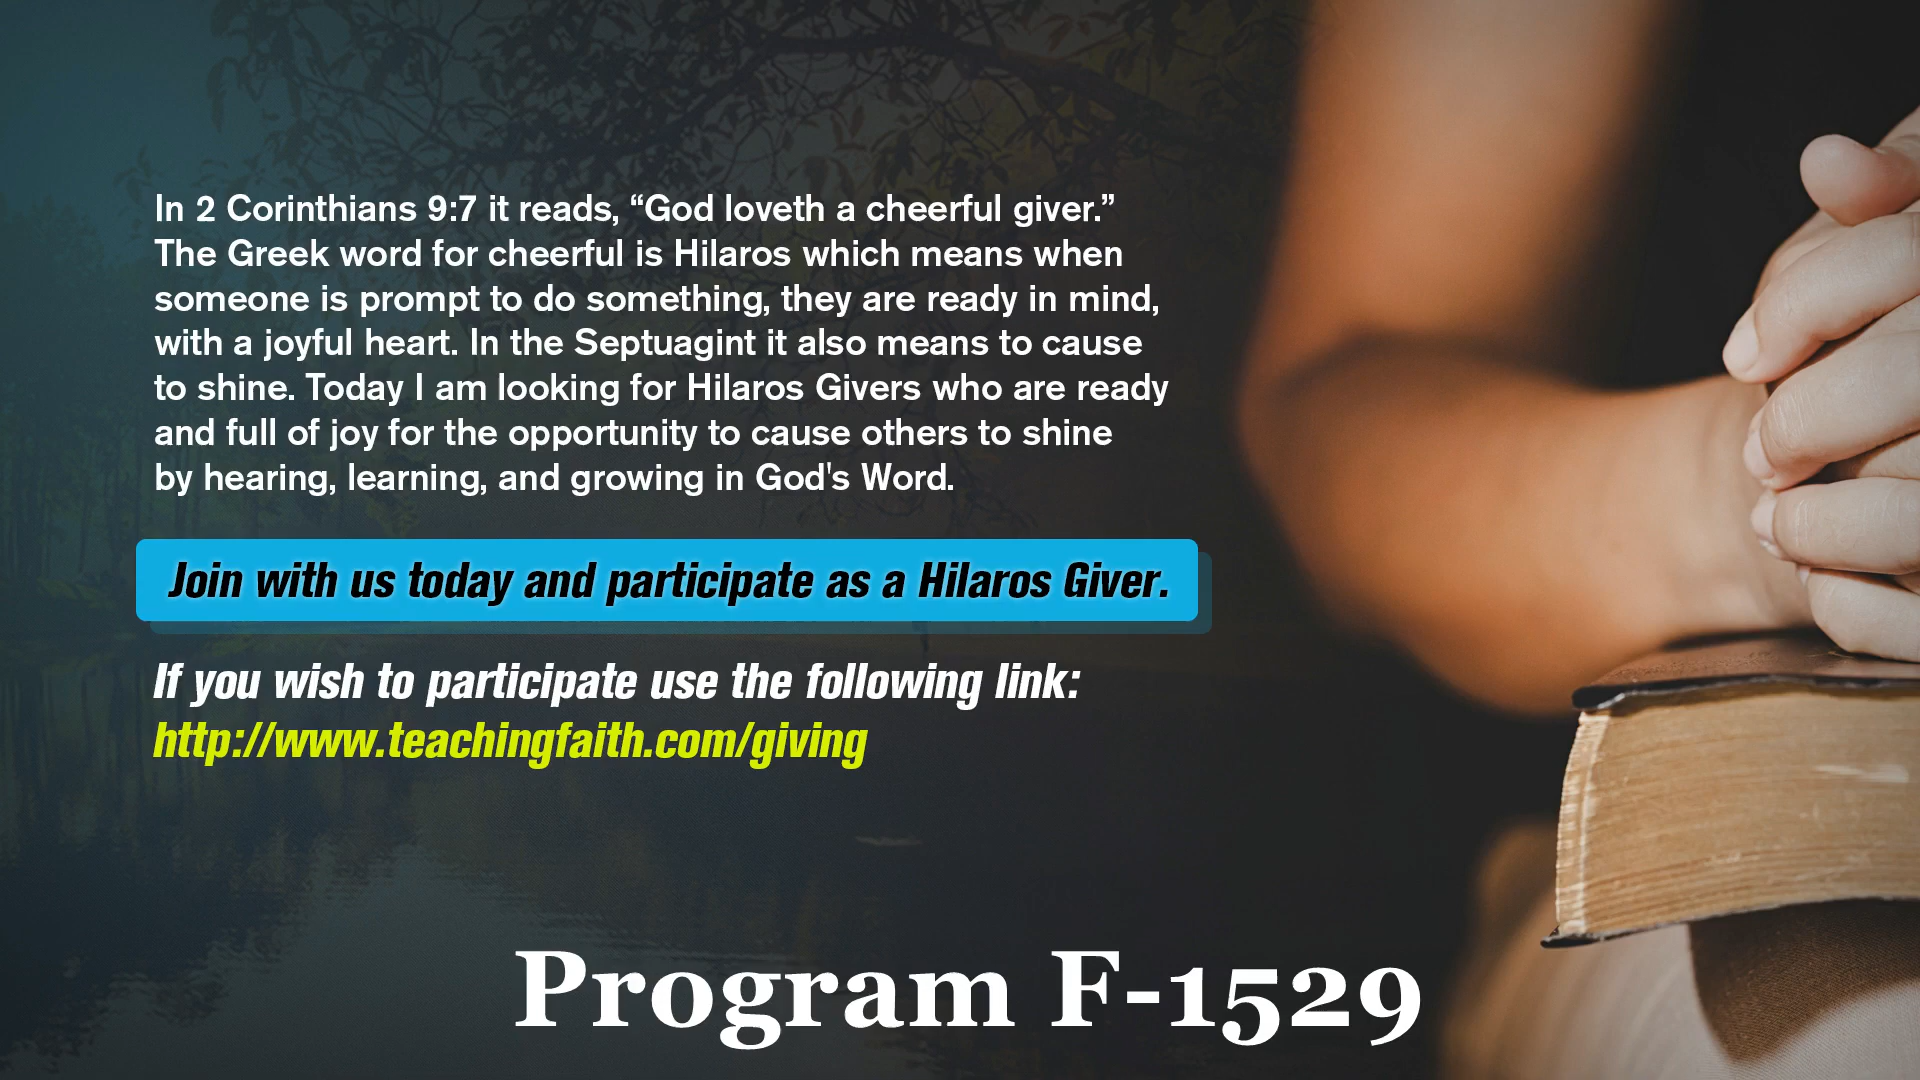 In 2 Corinthians 9:7 it reads, “God loveth a cheerful giver.”
The Greek word for cheerful is Hilaros which means when
someone is prompt to do something, they are ready in mind,
with a joyful heart. In the Septuagint it also means to cause
to shine. Today I am looking for Hilaros Givers who are ready
and full of joy for the opportunity to cause others to shine
by hearing, learning, and growing in God's Word.
Join with us today and participate as a Hilaros Giver.
If you wish to participate use the following link:
http://www.teachingfaith.com/giving
Program F-1529